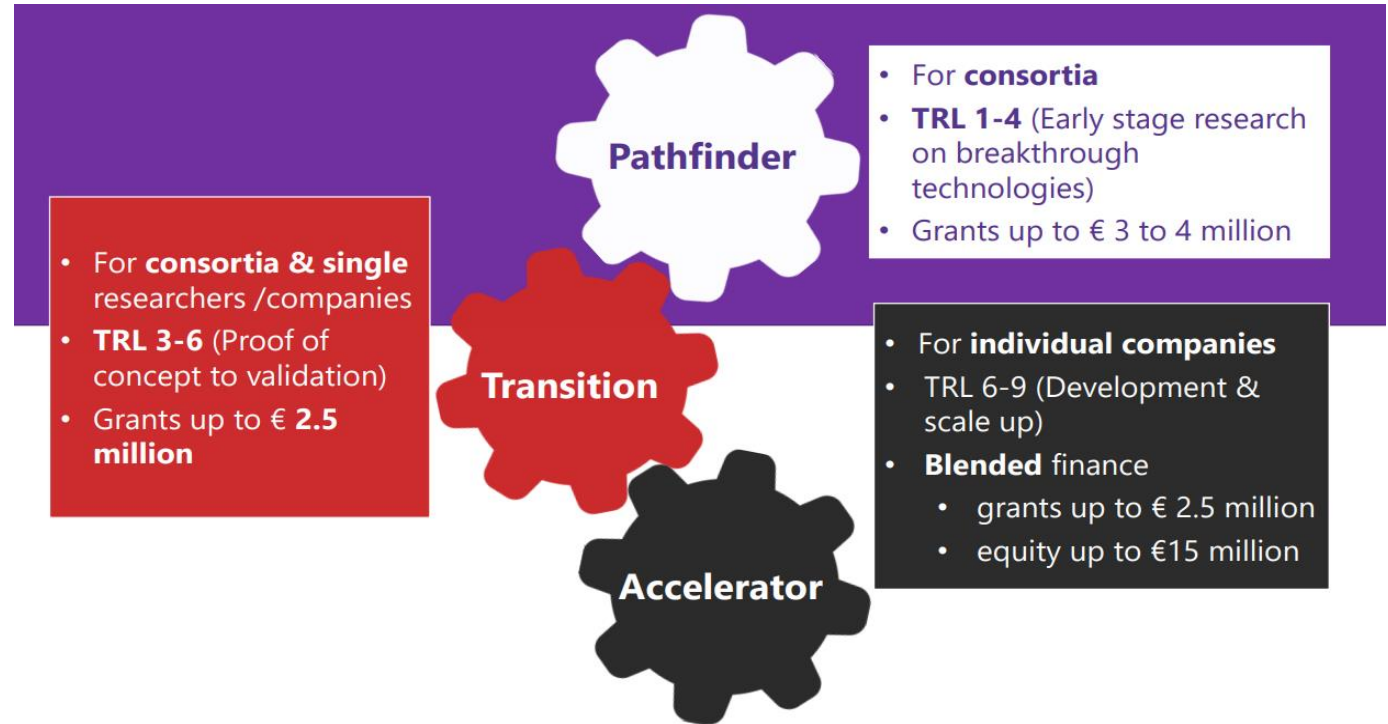 Pathfinder
• For consortia
• TRL 1-4 (Early stage research
on breakthrough
technologies)
• Grants up to € 3 to 4 million
Transition
• For consortia & single
researchers /companies
• TRL 3-6 (Proof of
concept to validation)
• Grants up to € 2.5
million
Accelerator
• For individual companies
• TRL 6-9 (Development &
scale up)
• Blended finance
• grants up to € 2.5 million
• equity up to €15 million